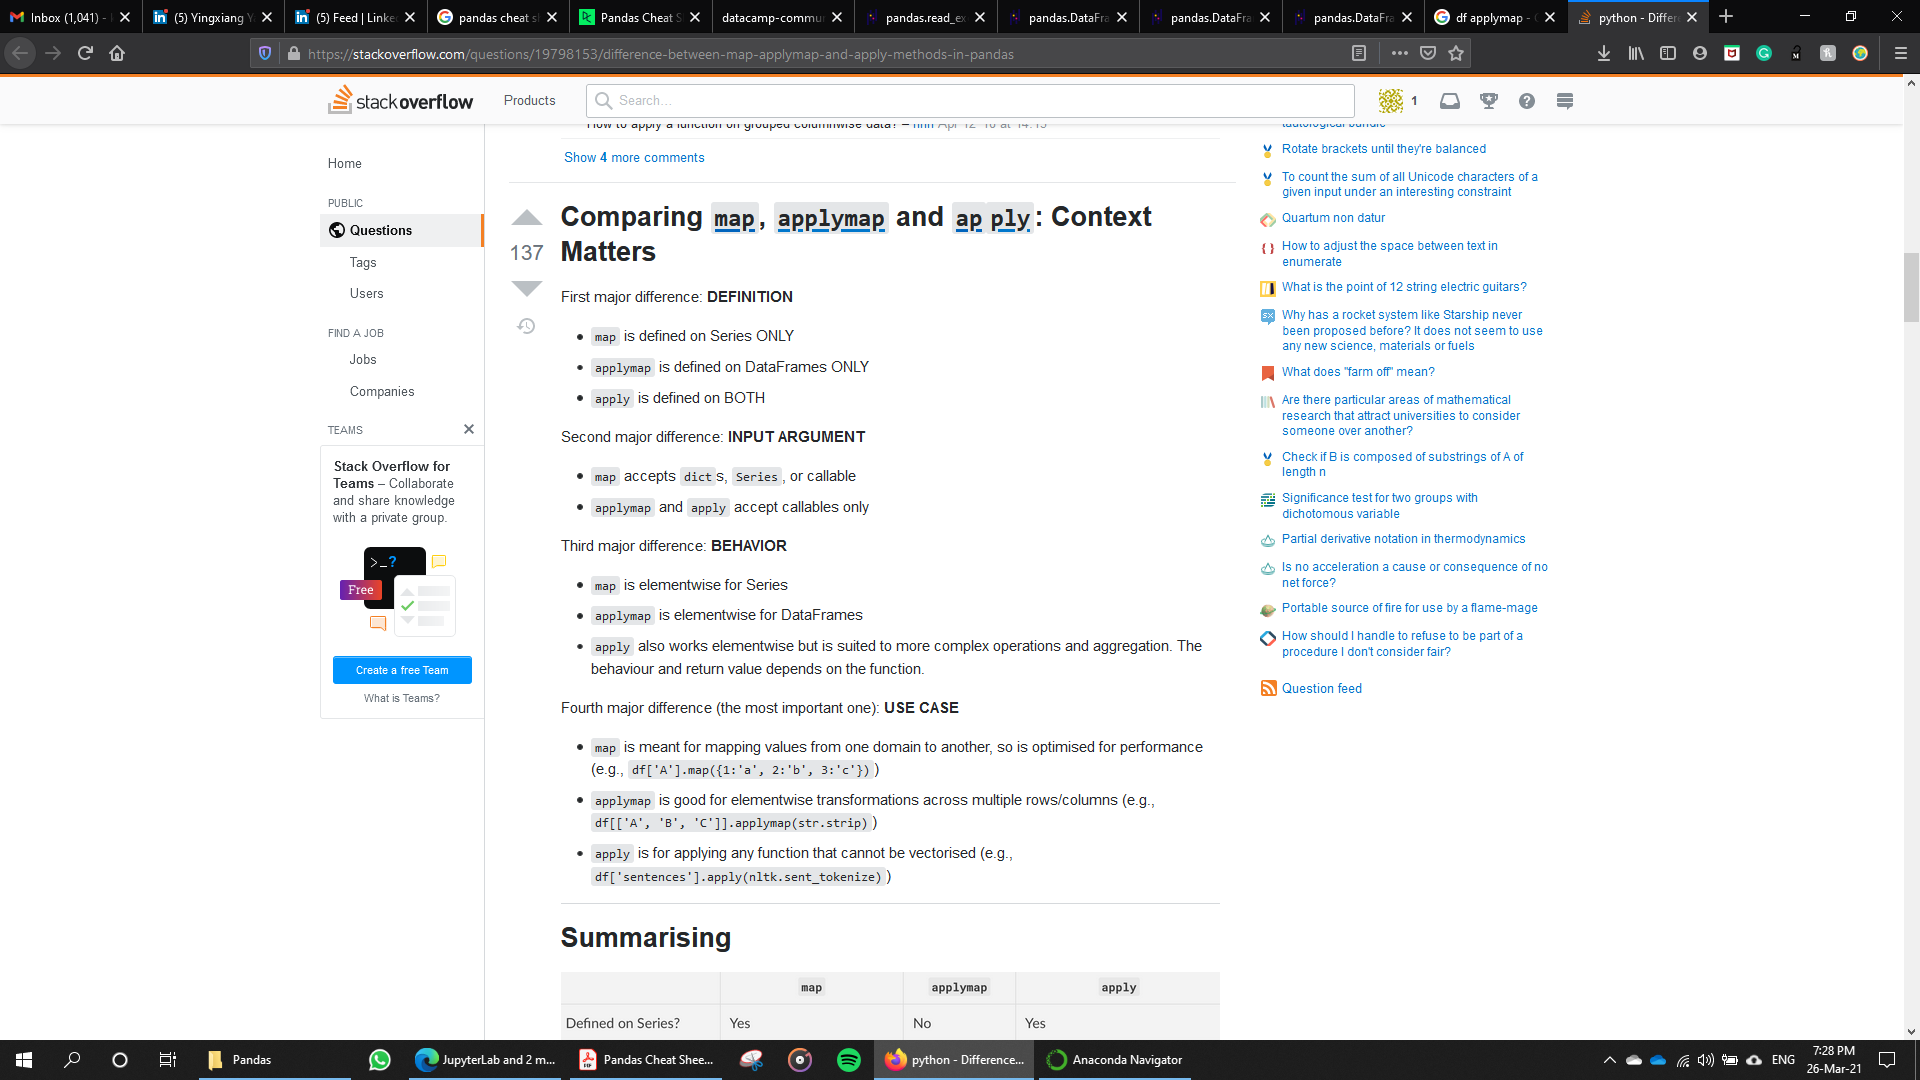 Inbox (1,041) -
(5) Yingxiang Y
(5) Feed | Linke
pandas cheat sh
Pandas Cheat S
datacamp-commu
pandas.read_ex
pandas.DataFra
pandas.DataFra
pandas.DataFra
df applymap -
python - Differ
https://stackoverflow.com/questions/19798153/difference-between-map-applymap-and-apply-methods-in-pandas
stackoverflow
Products
Search...
1
Home
PUBLIC
Questions
Tags
Users
FIND A JOB
Jobs
Companies
TEAMS
Stack Overflow for
Teams – Collaborate
and share knowledge
with a private group.
>_?
Free
Create a free Team
What is Teams?
How to apply a function on grouped columnwise data? –
Show 4 more comments
137
Comparing map, applymap and ap ply: Context
Matters
First major difference: DEFINITION
map is defined on Series ONLY
applymap is defined on DataFrames ONLY
apply is defined on BOTH
Second major difference: INPUT ARGUMENT
map accepts dicts, Series, or callable
applymap and apply accept callables only
Third major difference: BEHAVIOR
map is elementwise for Series
applymap is elementwise for DataFrames
apply also works elementwise but is suited to more complex operations and aggregation. The
behaviour and return value depends on the function.
Fourth major difference (the most important one): USE CASE
map is meant for mapping values from one domain to another, so is optimised for performance
(e.g., df['A'].map({1:'a', 2:'b', 3:'c'}))
applymap is good for elementwise transformations across multiple rows/columns (e.g.,
df[['A', 'B', 'C']].applymap(str.strip))
apply is for applying any function that cannot be vectorised (e.g.,
df['sentences'].apply(nltk.sent_tokenize))
Summarising
map applymap apply
Defined on Series? Yes No Yes
tautological bundle
Rotate brackets until they're balanced
To count the sum of all Unicode characters of a
given input under an interesting constraint
Quartum non datur
How to adjust the space between text in
enumerate
What is the point of 12 string electric guitars?
Why has a rocket system like Starship never
been proposed before? It does not seem to use
any new science, materials or fuels
What does "farm off" mean?
Are there particular areas of mathematical
research that attract universities to consider
someone over another?
Check if B is composed of substrings of A of
length n
Significance test for two groups with
dichotomous variable
Partial derivative notation in thermodynamics
Is no acceleration a cause or consequence of no
net force?
Portable source of fire for use by a flame-mage
How should I handle to refuse to be part of a
procedure I don't consider fair?
Question feed
Pandas
JupyterLab and 2 m...
Pandas Cheat Shee...
python - Difference...
Anaconda Navigator
ENG
7:28 PM
26-Mar-21